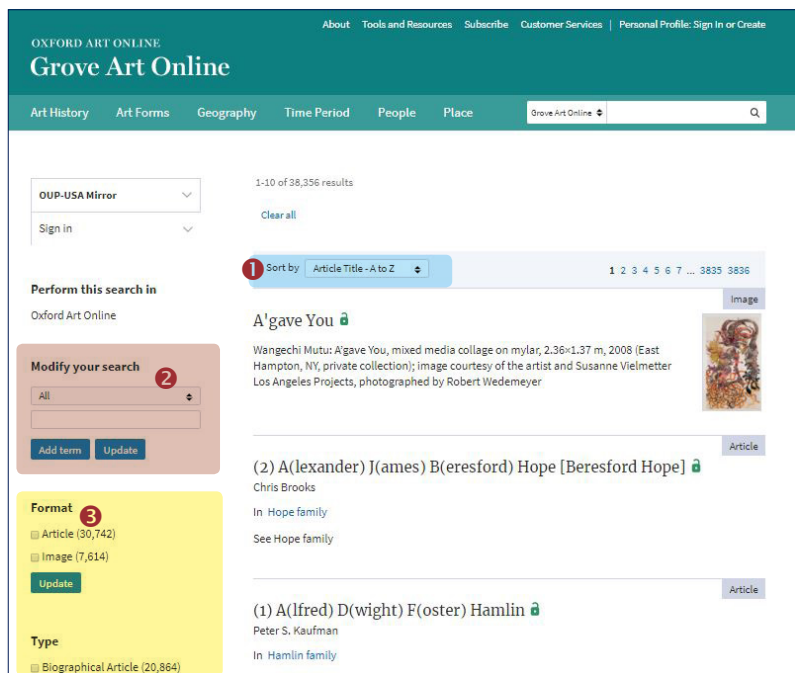 About Tools and Resources Subscribe Customer Services | Personal Profile: Sign In or Create
OXFORD ART ONLINE
Grove Art Online
Art History Art Forms Geography Time Period People Place Grove Art Online
OUP-USA Mirror
Sign in
Perform this search in
Oxford Art Online
Modify your search
2
All
Add term Update
Format
3
Article (30,742)
Image (7,614)
Update
Type
Biographical Article (20,864)
1-10 of 38,356 results
Clear all
1 Sort by Article Title - A to Z
1 2 3 4 5 6 7 ... 3835 3836
Image
A'gave You
Wangechi Mutu: A'gave You, mixed media collage on mylar, 2.36×1.37 m, 2008 (East
Hampton, NY, private collection); image courtesy of the artist and Susanne Vielmetter
Los Angeles Projects, photographed by Robert Wedemeyer
Article
(2) A(lexander) J(ames) B(eresford) Hope [Beresford Hope]
Chris Brooks
In Hope family
See Hope family
Article
(1) A(lfred) D(wight) F(oster) Hamlin
Peter S. Kaufman
In Hamlin family